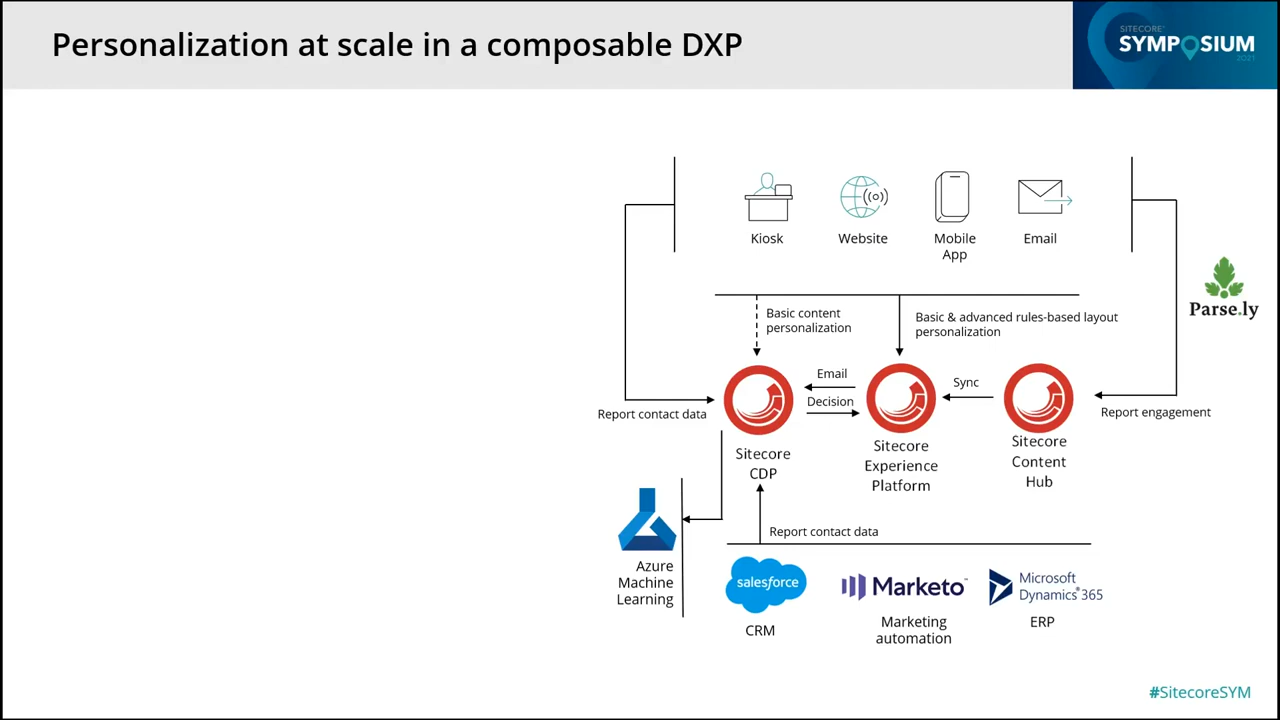 Personalization at scale in a composable DXP
SITECORE™
SYMPOSIUM
2021
Kiosk
Website
Mobile
App
Email
Parse.ly
Basic content
personalization
Basic & advanced rules-based layout
personalization
Email
Decision
Sync
Report contact data
Report engagement
Sitecore
CDP
Sitecore
Experience
Platform
Sitecore
Content
Hub
Report contact data
Azure
Machine
Learning
salesforce
CRM
Marketo™
Marketing
automation
Microsoft
Dynamics® 365
ERP
#SitecoreSYM